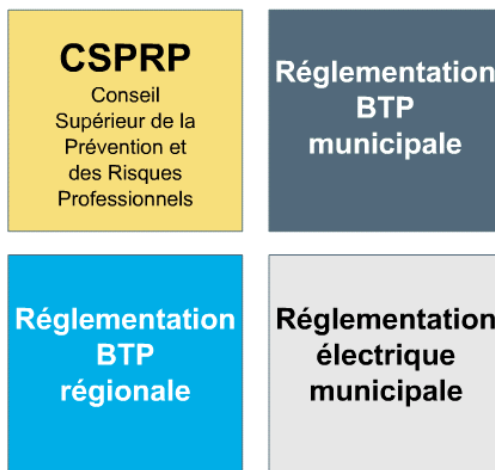 CSPRP
Conseil
Supérieur de la
Prévention et
des Risques
Professionnels
Réglementation
BTP
municipale
Réglementation
BTP
régionale
Réglementation
électrique
municipale